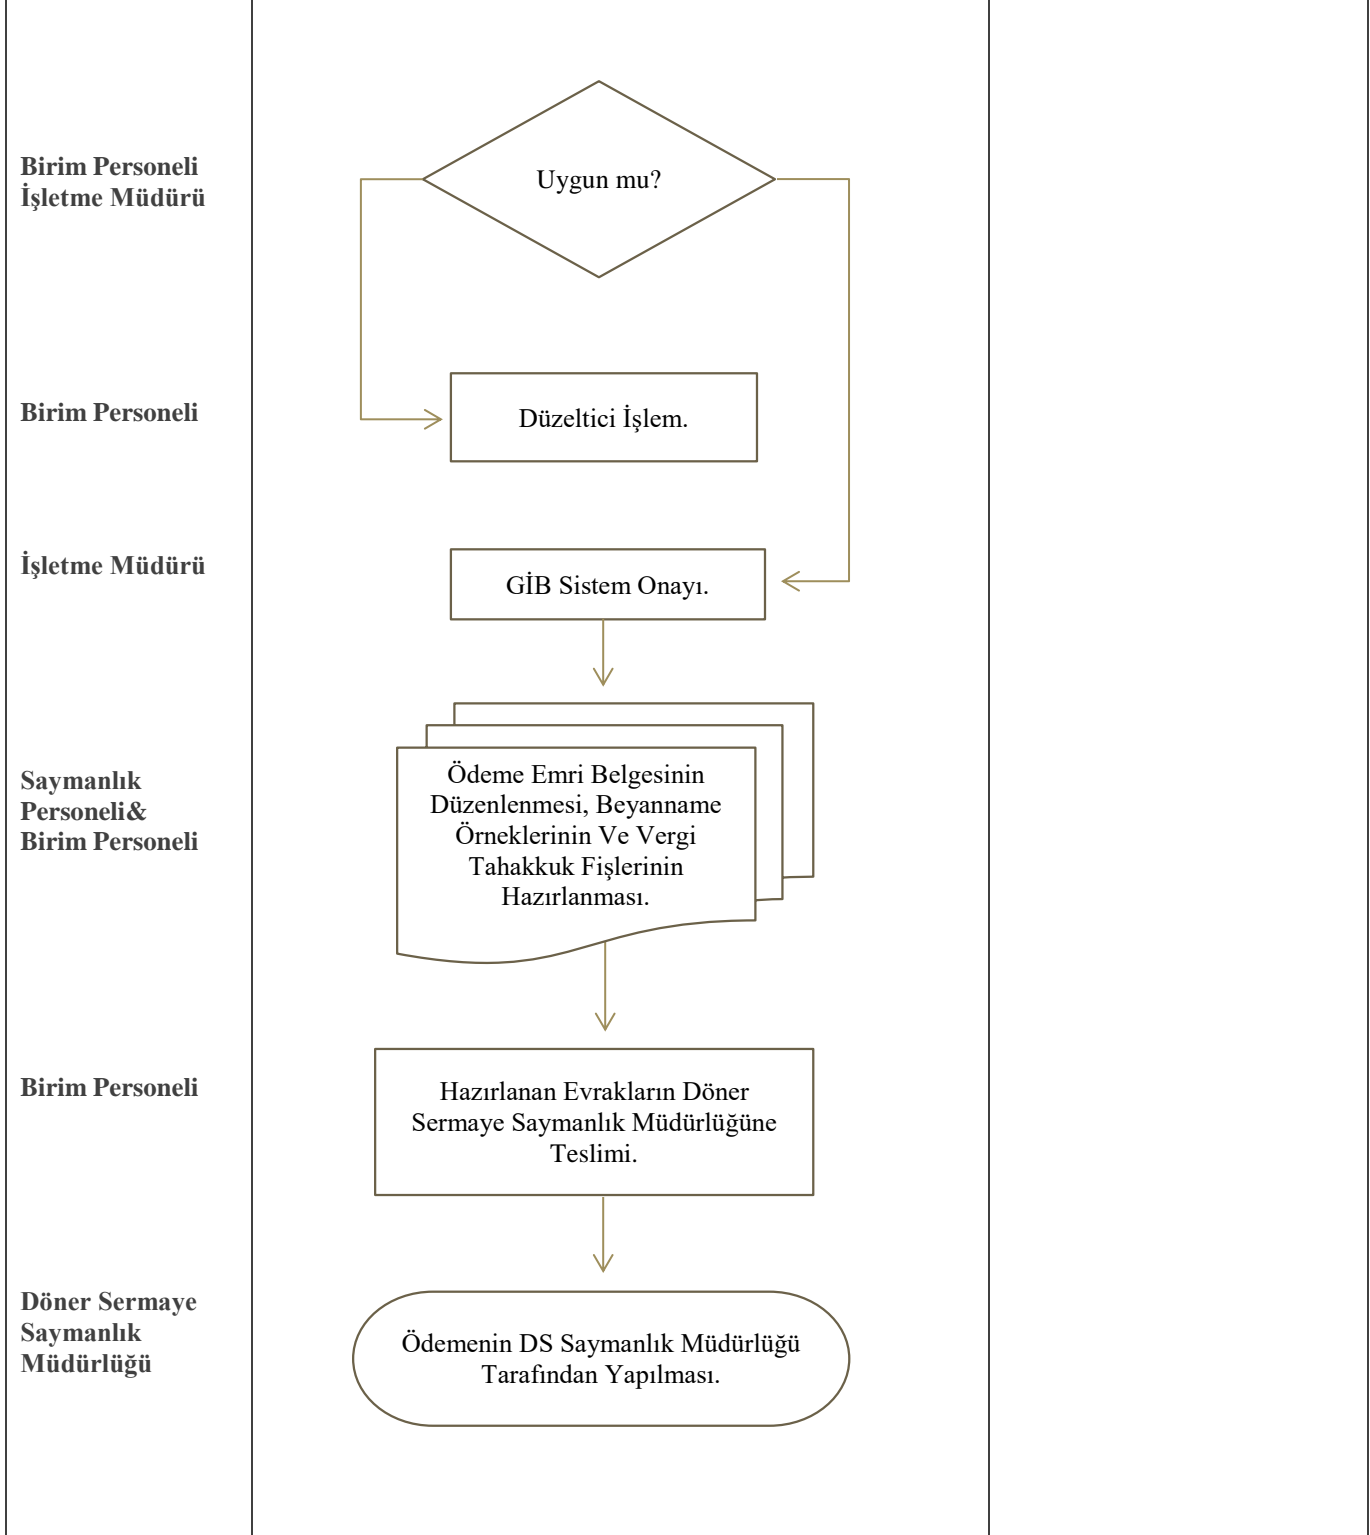 Birim Personeli
İşletme Müdürü
Uygun mu?
Birim Personeli
Düzeltici İşlem.
İşletme Müdürü
GİB Sistem Onayı.
Saymanlık
Personeli&
Birim Personeli
Ödeme Emri Belgesinin
Düzenlenmesi, Beyanname
Örneklerinin Ve Vergi
Tahakkuk Fişlerinin
Hazırlanması.
Birim Personeli
Hazırlanan Evrakların Döner
Sermaye Saymanlık Müdürlüğüne
Teslimi.
Döner Sermaye
Saymanlık
Müdürlüğü
Ödemenin DS Saymanlık Müdürlüğü
Tarafından Yapılması.